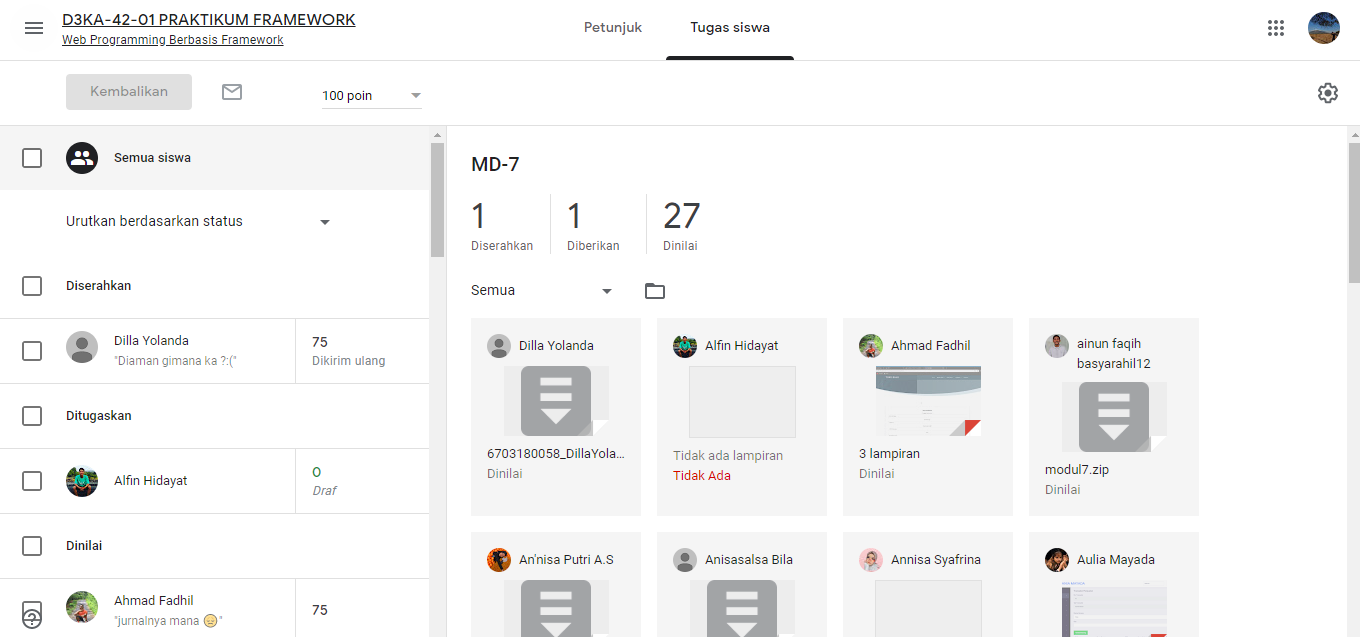 D3KA-42-01 PRAKTIKUM FRAMEWORK
Web Programming Berbasis Framework
Petunjuk
Tugas siswa
Kembalikan
100 poin
Semua siswa
Urutkan berdasarkan status
Diserahkan
Dilla Yolanda
"Diaman gimana ka ?:("
75
Dikirim ulang
Ditugaskan
Alfin Hidayat
0
Draf
Dinilai
Ahmad Fadhil
"jurnalnya mana 😔"
75
MD-7
1
Diserahkan
1
Diberikan
27
Dinilai
Semua
Dilla Yolanda
6703180058_DillaYola...
Dinilai
Alfin Hidayat
Tidak ada lampiran
Tidak Ada
Ahmad Fadhil
3 lampiran
Dinilai
ainun faqih
basyarahil12
modul7.zip
Dinilai
An'nisa Putri A.S
Anisasalsa Bila
Annisa Syafrina
Aulia Mayada